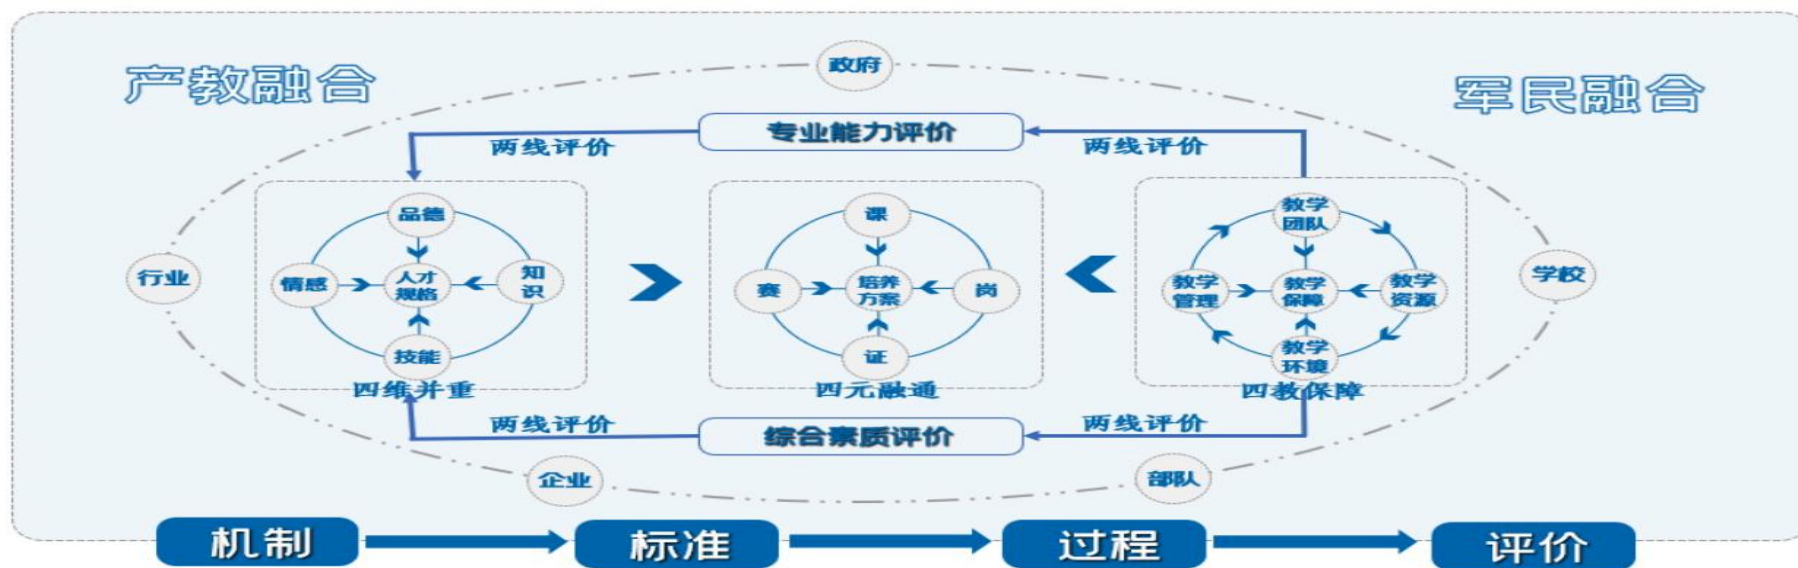 政府
产教融合
军民融合
专业能力评价
两线评价
两线评价
品德
情感
人才
规格
知
识
技能
四维并重
课
赛
培养
方案
岗
证
四元融通
教学
团队
教学
管理
教学
保障
教学
资源
教学
环境
四教保障
行业
学校
两线评价
综合素质评价
两线评价
企业
部队
机制
标准
过程
评价